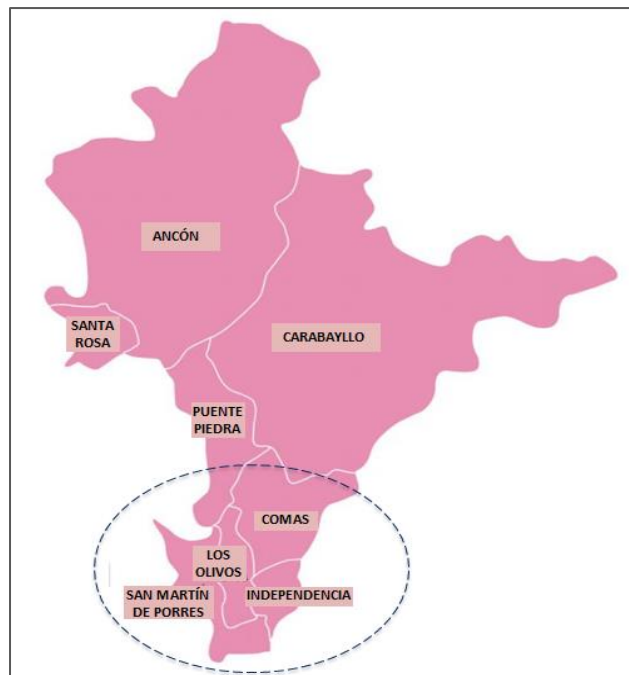 ANCÓN
SANTA
ROSA
CARABAYLLO
PUENTE
PIEDRA
COMAS
LOS
OLIVOS
SAN MARTÍN
DE PORRES
INDEPENDENCIA